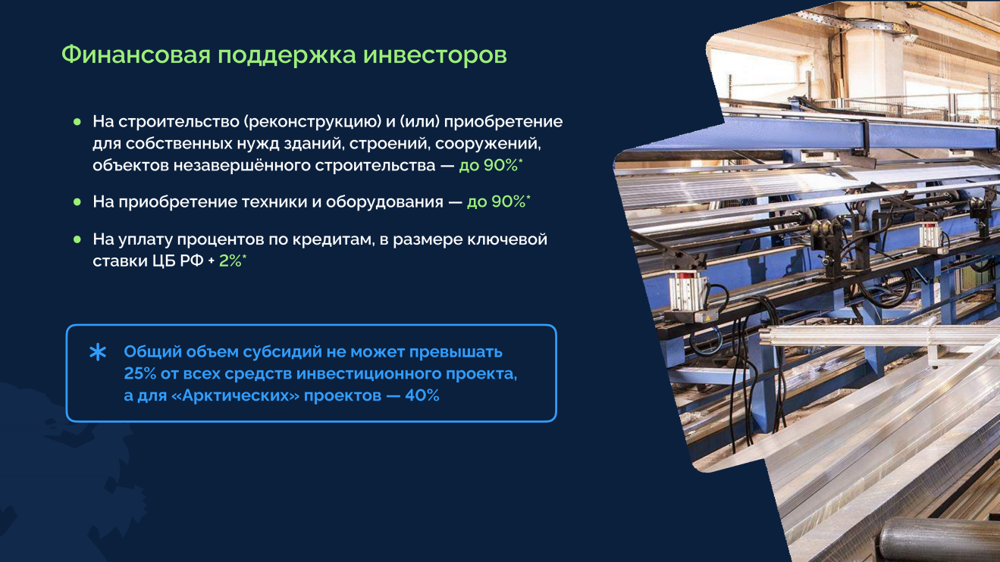 Финансовая поддержка инвесторов
• На строительство (реконструкцию) и (или) приобретение
для собственных нужд зданий, строений, сооружений,
объектов незавершённого строительства — до 90%*
• На приобретение техники и оборудования — до 90%*
• На уплату процентов по кредитам, в размере ключевой
ставки ЦБ РФ + 2%*
* Общий объем субсидий не может превышать
25% от всех средств инвестиционного проекта,
а для «Арктических» проектов — 40%